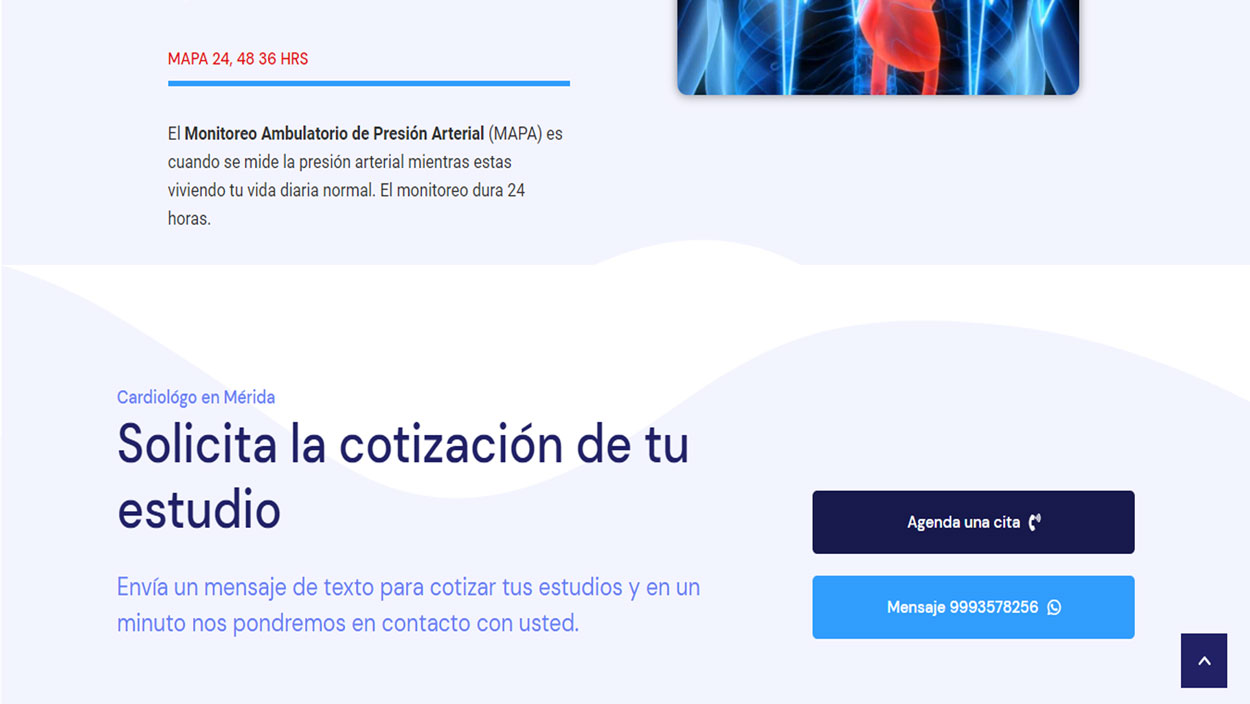 MAPA 24, 48 36 HRS
El Monitoreo Ambulatorio de Presión Arterial (MAPA) es
cuando se mide la presión arterial mientras estas
viviendo tu vida diaria normal. El monitoreo dura 24
horas.
Cardiológo en Mérida
Solicita la cotización de tu
estudio
Envía un mensaje de texto para cotizar tus estudios y en un
minuto nos pondremos en contacto con usted.
Agenda una cita
Mensaje 9993578256